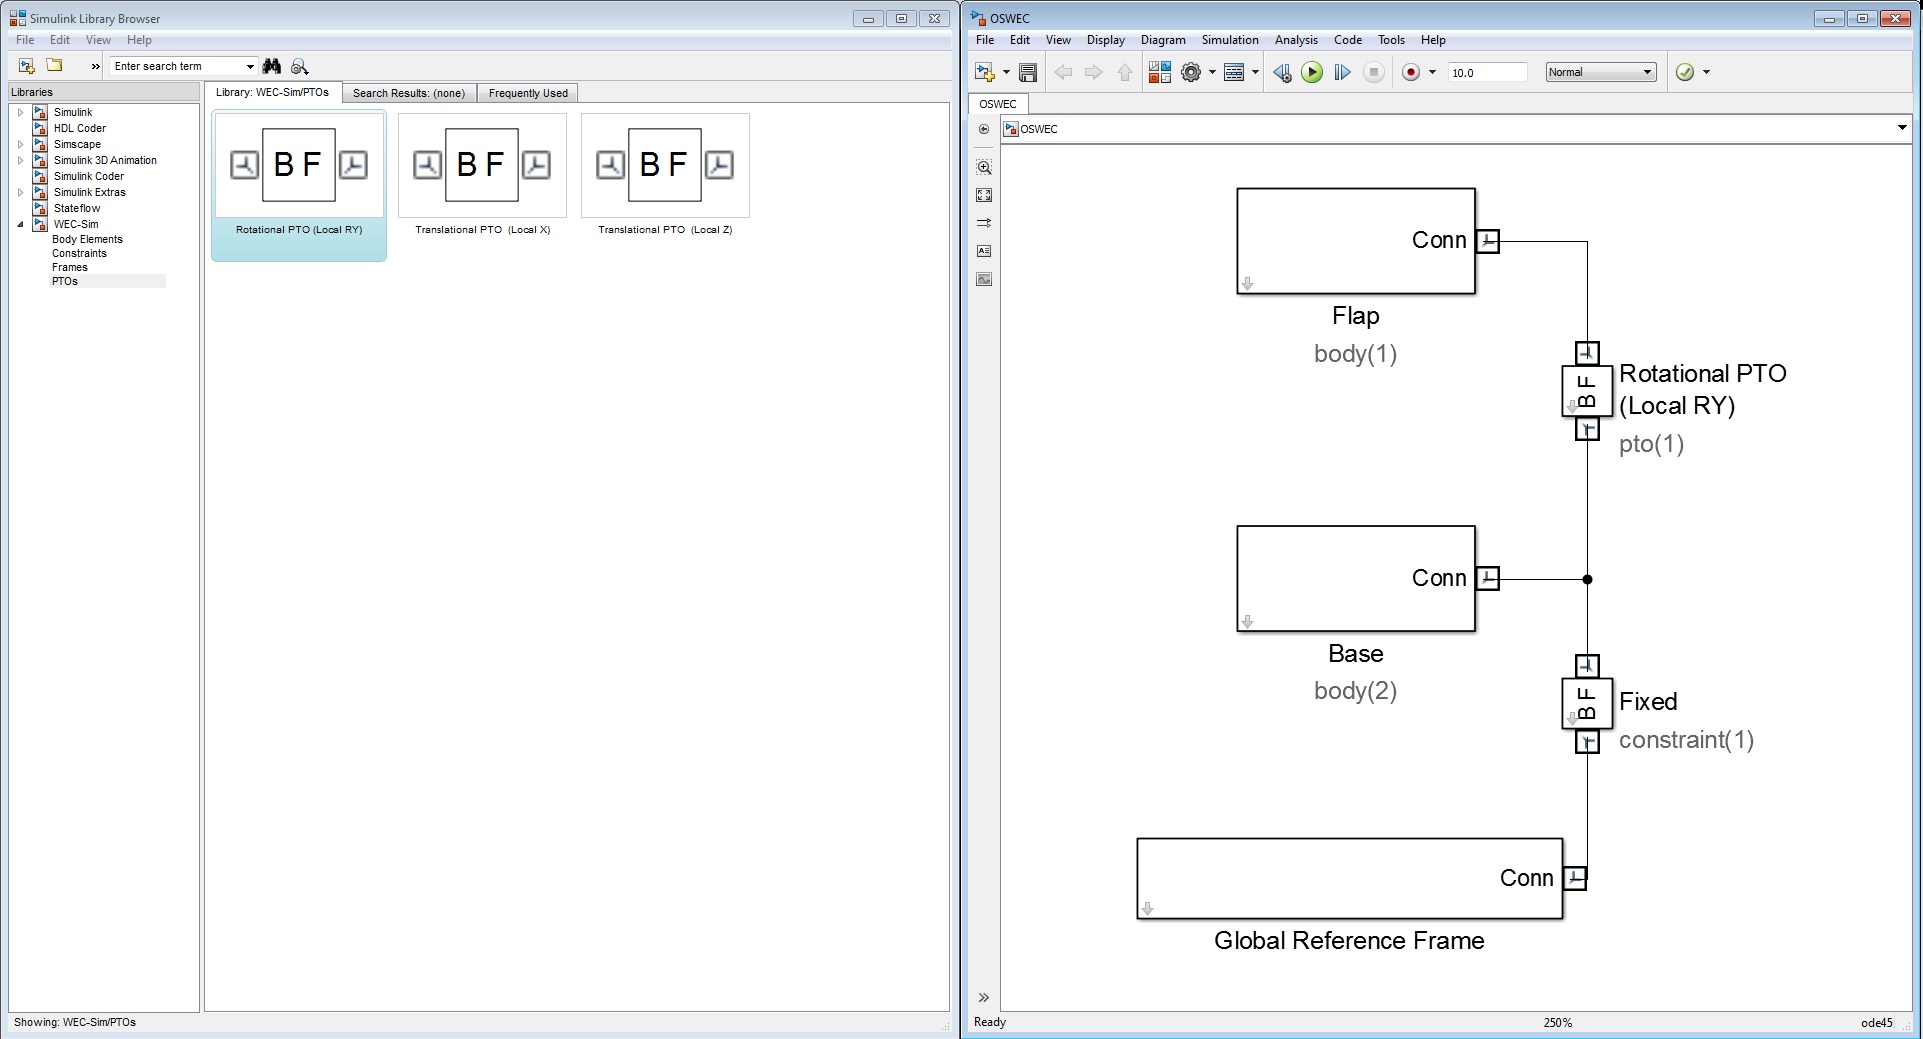 Simulink Library Browser
File Edit View Help
» Enter search term
Libraries
Simulink
HDL Coder
Simscape
Simulink 3D Animation
Simulink Coder
Simulink Extras
Stateflow
WEC-Sim
Body Elements
Constraints
Frames
PTOs
Library: WEC-Sim/PTOs Search Results: (none) Frequently Used
B F B F B F
Rotational PTO (Local RY) Translational PTO (Local X) Translational PTO (Local Z)
Showing: WEC-Sim/PTOs
OSWEC
File Edit View Display Diagram Simulation Analysis Code Tools Help
10.0 Normal
OSWEC
OSWEC
Conn
Flap
body(1)
B F
Rotational PTO
(Local RY)
pto(1)
Conn
Base
body(2)
B F
Fixed
constraint(1)
Conn
Global Reference Frame
»
Ready 250% ode45